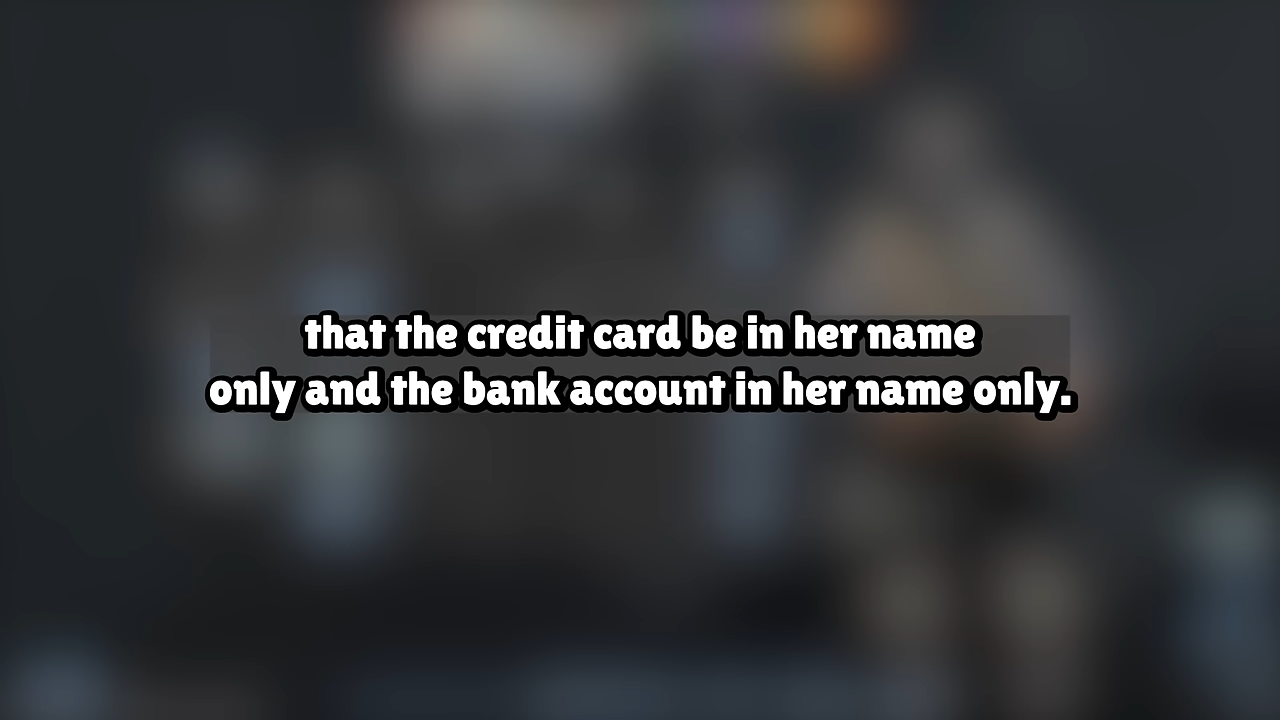 that the credit card be in her name
only and the bank account in her name only.